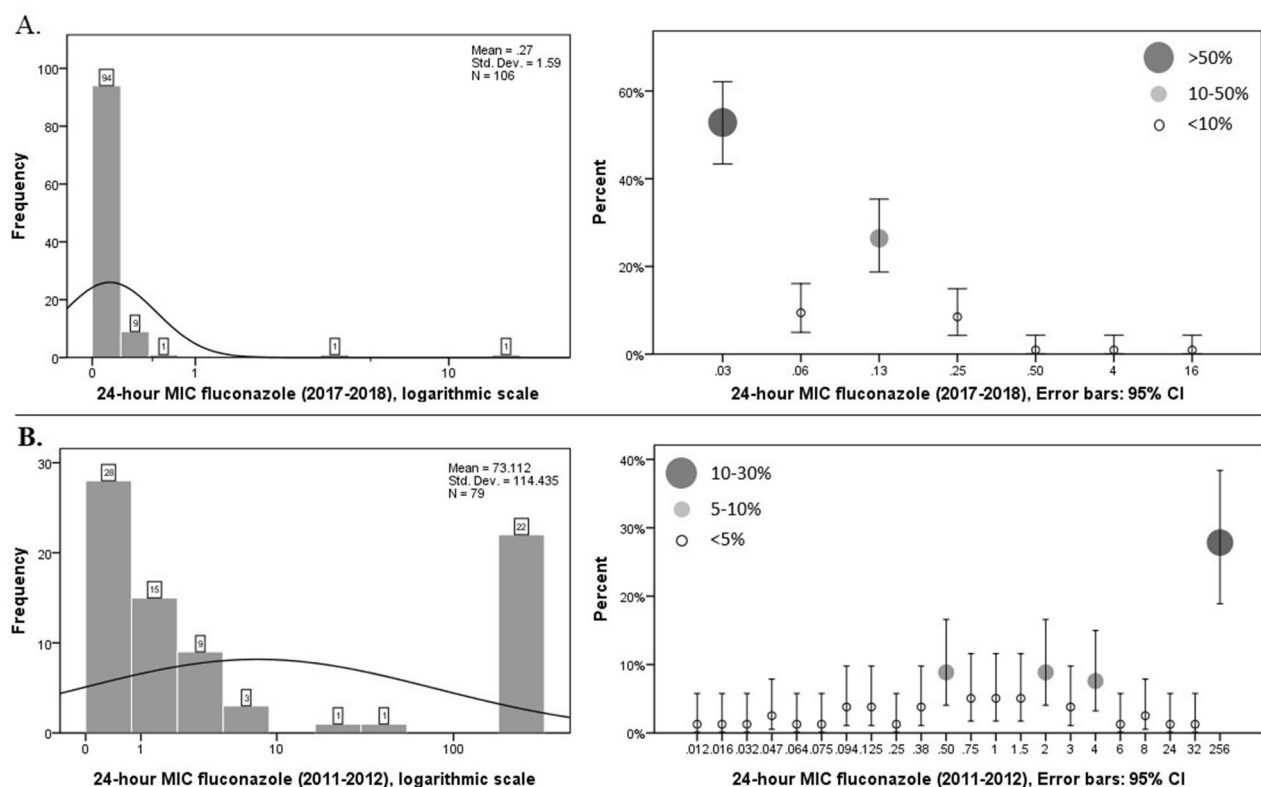 A.
Mean = .27
Std. Dev. = 1.59
N = 106
Frequency
100
80
60
40
20
0
94
9
1
1
1
0 1 10
24-hour MIC fluconazole (2017-2018), logarithmic scale
>50%
10-50%
<10%
Percent
60%
40%
20%
0%
.03 .06 .13 .25 .50 4 16
24-hour MIC fluconazole (2017-2018), Error bars: 95% CI
B.
Mean = 73.112
Std. Dev. = 114.435
N = 79
Frequency
30
20
10
0
28
15
9
3
1
1
22
0 1 10 100
24-hour MIC fluconazole (2011-2012), logarithmic scale
10-30%
5-10%
<5%
Percent
40%
30%
20%
10%
0%
.012 .016 .032 .047 .064 .075 .094 .125 .25 .38 .50 .75 1 1.5 2 3 4 6 8 24 32 256
24-hour MIC fluconazole (2011-2012), Error bars: 95% CI